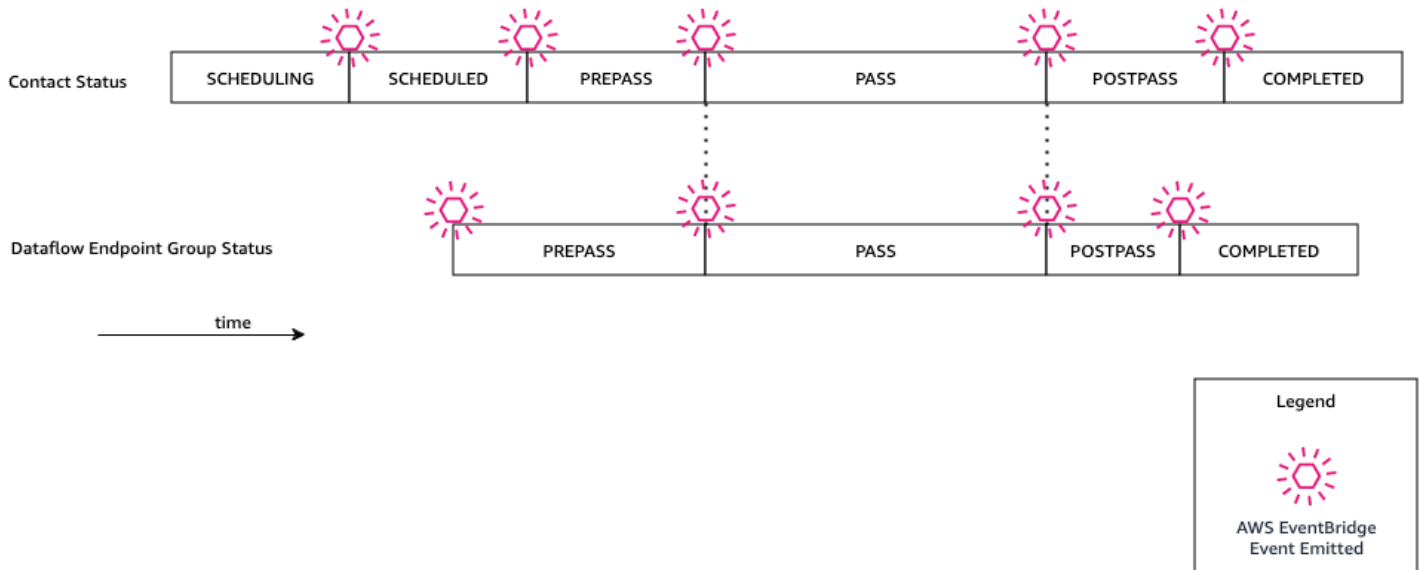 Contact Status
SCHEDULING
SCHEDULED
PREPASS
PASS
POSTPASS
COMPLETED
Dataflow Endpoint Group Status
PREPASS
PASS
POSTPASS
COMPLETED
time
Legend
AWS EventBridge
Event Emitted